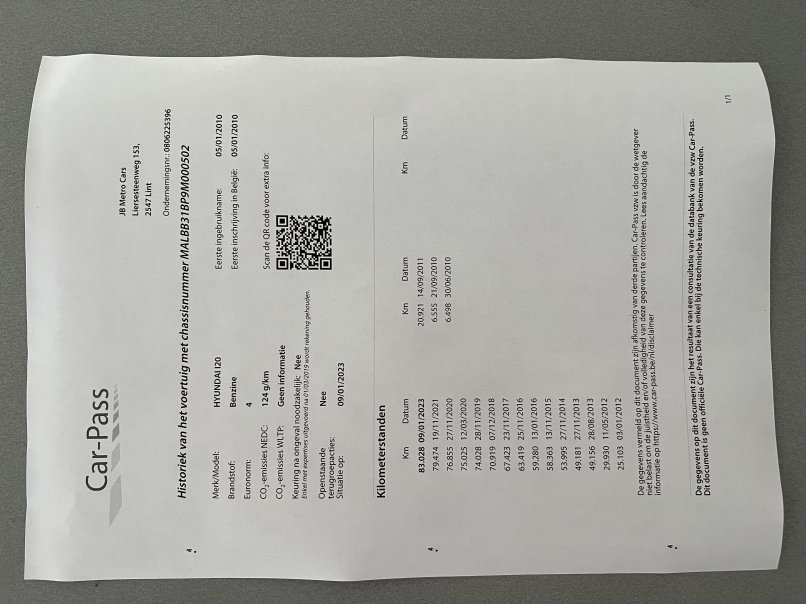 Car-Pass
JB Metro Cars
Liersesteenweg 153,
2547 Lint
Ondernemingsnr.: 0806225396
Historiek van het voertuig met chassisnummer MALBB31BP9M000502
Merk/Model: HYUNDAI I20
Brandstof: Benzine
Euronorm: 4
CO₂-emissies NEDC: 124 g/km
CO₂-emissies WLTP: Geen informatie
Keuring na ongeval noodzakelijk: Nee
Enkel met expertises uitgevoerd na 01/03/2019 wordt rekening gehouden.
Openstaande Nee
terugroepacties:
Situatie op: 09/01/2023
Eerste ingebruikname: 05/01/2010
Eerste inschrijving in België: 05/01/2010
Scan de QR code voor extra info:
Kilometerstanden
Km Datum Km Datum Km Datum
83.028 09/01/2023 20.921 14/09/2011
79.474 19/11/2021 6.555 21/09/2010
76.855 27/11/2020 6.498 30/06/2010
75.025 12/03/2020
74.028 28/11/2019
70.919 07/12/2018
67.423 23/11/2017
63.419 25/11/2016
59.280 13/01/2016
58.363 13/11/2015
53.995 27/11/2014
49.181 27/11/2013
49.156 28/08/2013
29.930 11/05/2012
25.103 03/01/2012
De gegevens vermeld op dit document zijn afkomstig van derde partijen. Car-Pass vzw is door de wetgever
niet belast om de juistheid en/of volledigheid van deze gegevens te controleren. Lees aandachtig de
informatie op https://www.car-pass.be/nl/disclaimer
De gegevens op dit document zijn het resultaat van een consultatie van de databank van de vzw Car-Pass.
Dit document is geen officiële Car-Pass. Die kan enkel bij de technische keuring bekomen worden.
1/1